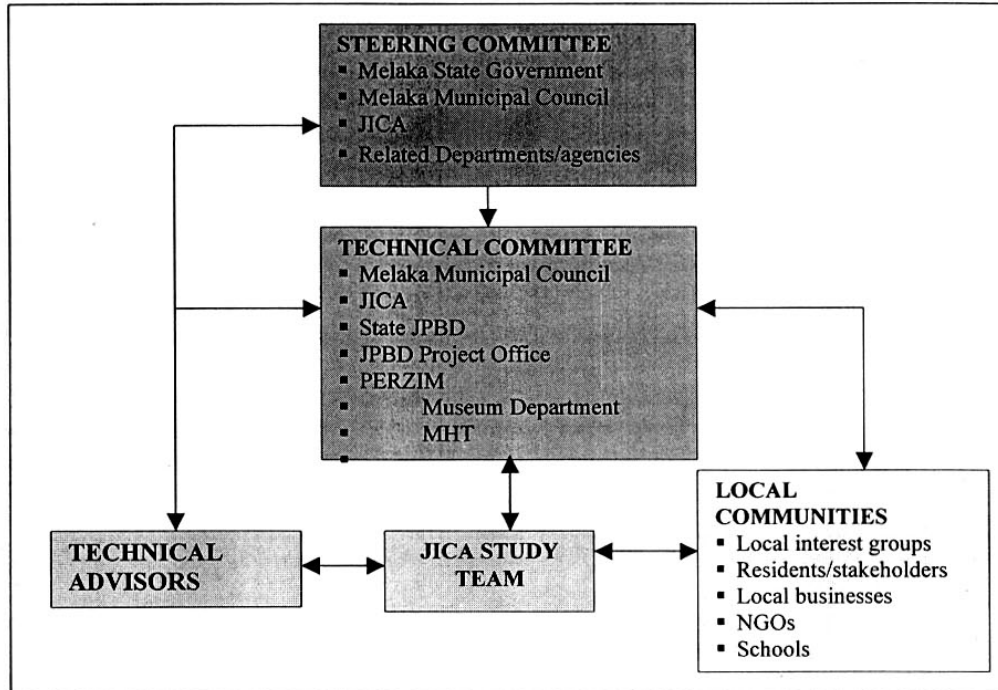 STEERING COMMITTEE
▪ Melaka State Government
▪ Melaka Municipal Council
▪ JICA
▪ Related Departments/agencies
TECHNICAL COMMITTEE
▪ Melaka Municipal Council
▪ JICA
▪ State JPBD
▪ JPBD Project Office
▪ PERZIM
▪ Museum Department
▪ MHT
▪
TECHNICAL
ADVISORS
JICA STUDY
TEAM
LOCAL
COMMUNITIES
▪ Local interest groups
▪ Residents/stakeholders
▪ Local businesses
▪ NGOs
▪ Schools